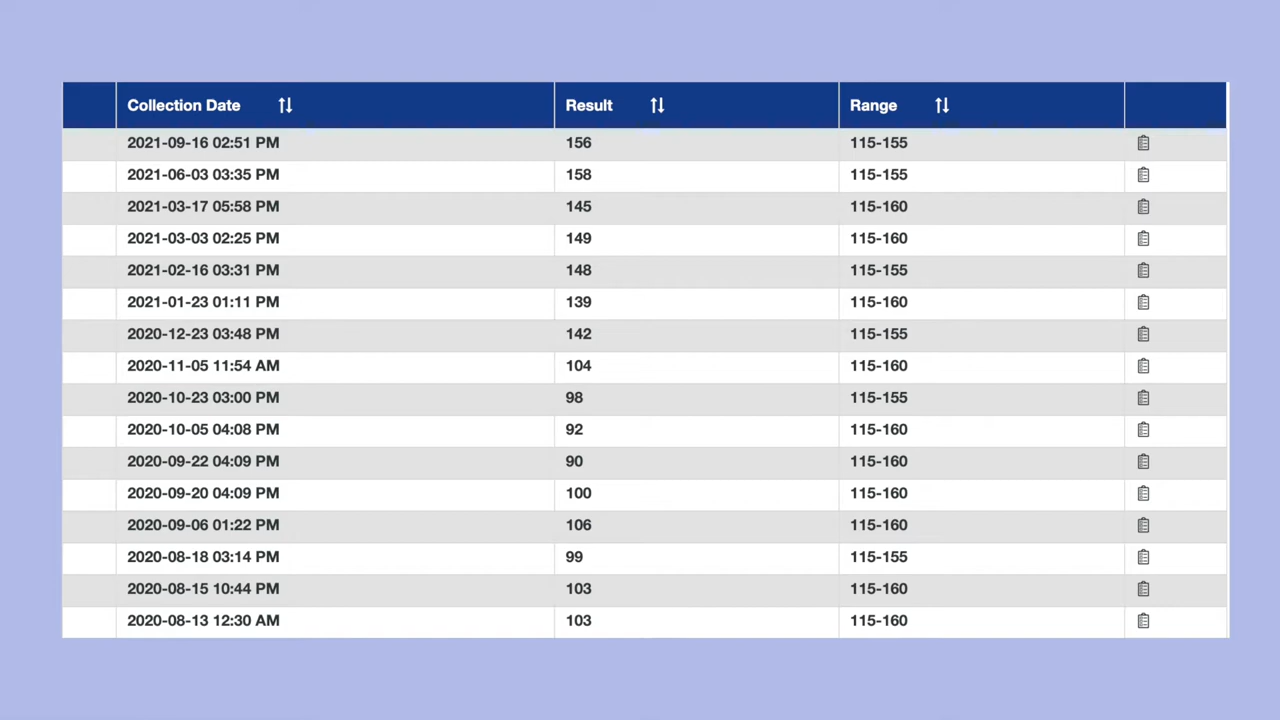 Collection Date Result Range
2021-09-16 02:51 PM 156 115-155
2021-06-03 03:35 PM 158 115-155
2021-03-17 05:58 PM 145 115-160
2021-03-03 02:25 PM 149 115-160
2021-02-16 03:31 PM 148 115-155
2021-01-23 01:11 PM 139 115-160
2020-12-23 03:48 PM 142 115-155
2020-11-05 11:54 AM 104 115-160
2020-10-23 03:00 PM 98 115-155
2020-10-05 04:08 PM 92 115-160
2020-09-22 04:09 PM 90 115-160
2020-09-20 04:09 PM 100 115-160
2020-09-06 01:22 PM 106 115-160
2020-08-18 03:14 PM 99 115-155
2020-08-15 10:44 PM 103 115-160
2020-08-13 12:30 AM 103 115-160